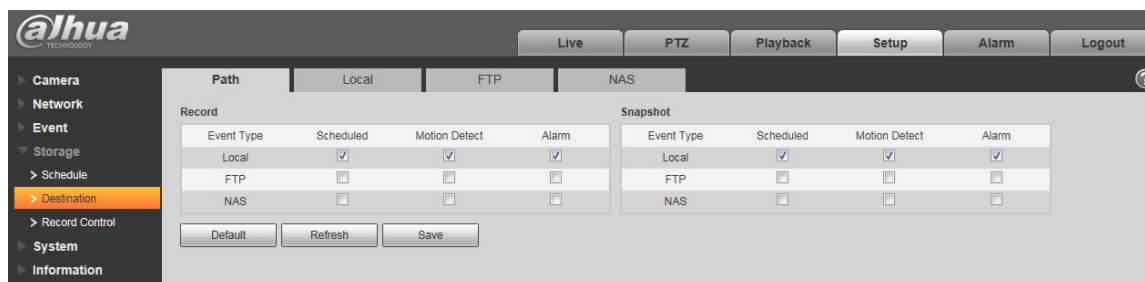 alhua
TECHNOLOGY
Live PTZ Playback Setup Alarm Logout
Camera
Network
Event
Storage
> Schedule
> Destination
> Record Control
System
Information
Path Local FTP NAS
?
Record
Event Type Scheduled Motion Detect Alarm
Local
FTP
NAS
Snapshot
Event Type Scheduled Motion Detect Alarm
Local
FTP
NAS
Default Refresh Save